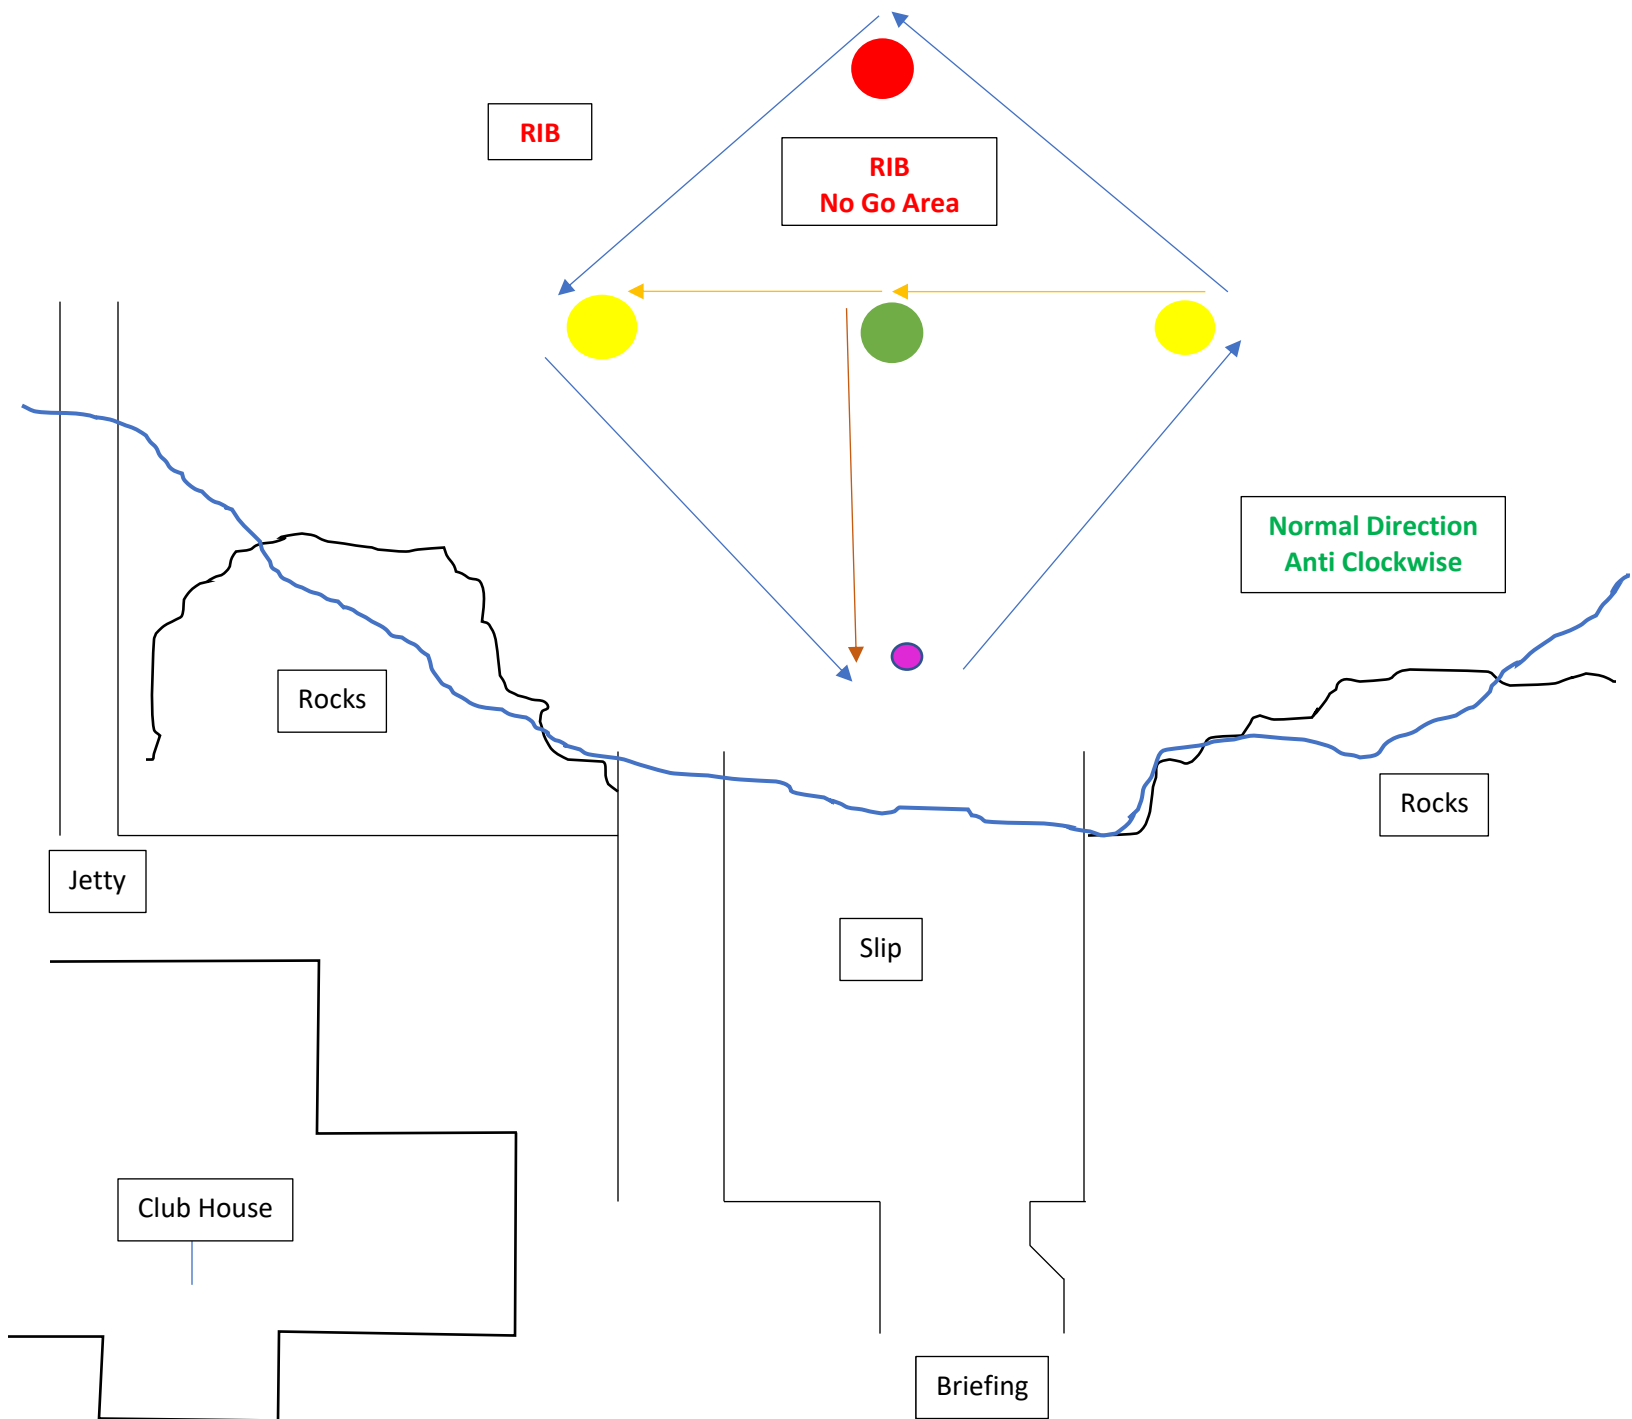 RIB
RIB
No Go Area
Normal Direction
Anti Clockwise
Rocks
Rocks
Jetty
Slip
Club House
Briefing